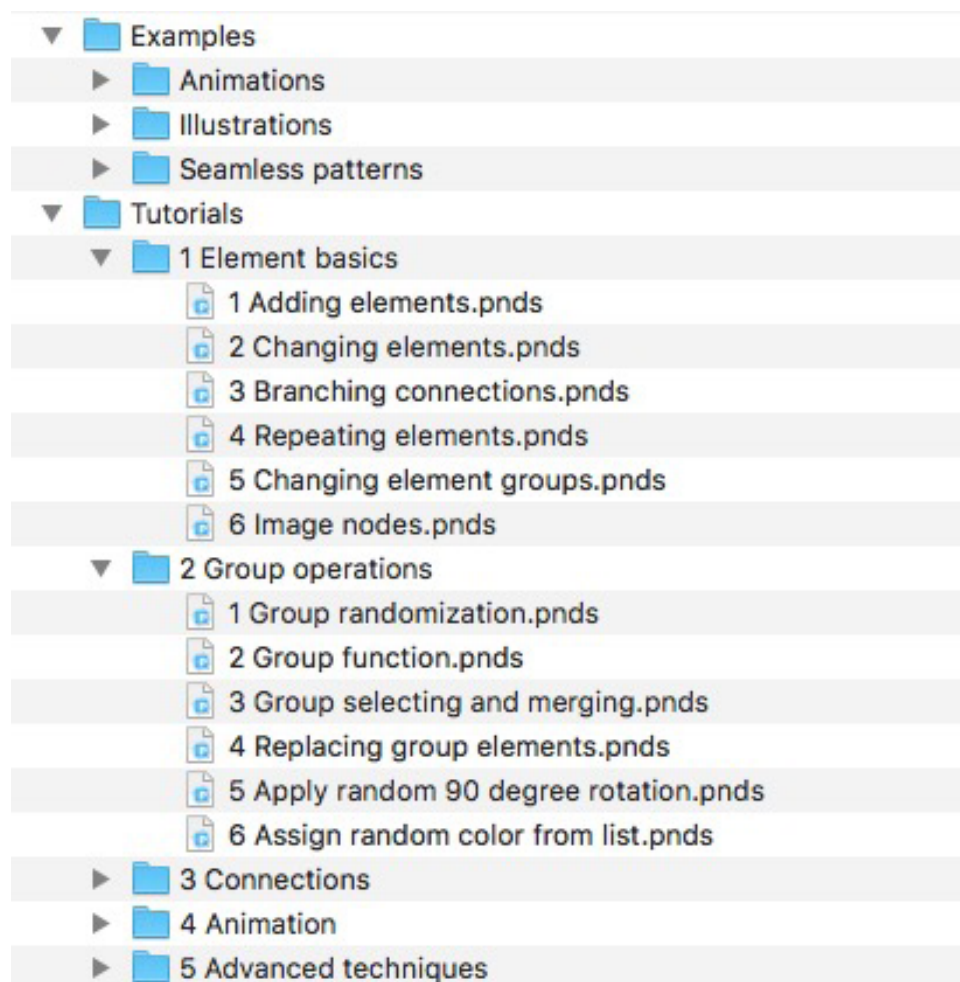 Examples
Animations
Illustrations
Seamless patterns
Tutorials
1 Element basics
1 Adding elements.pnds
2 Changing elements.pnds
3 Branching connections.pnds
4 Repeating elements.pnds
5 Changing element groups.pnds
6 Image nodes.pnds
2 Group operations
1 Group randomization.pnds
2 Group function.pnds
3 Group selecting and merging.pnds
4 Replacing group elements.pnds
5 Apply random 90 degree rotation.pnds
6 Assign random color from list.pnds
3 Connections
4 Animation
5 Advanced techniques